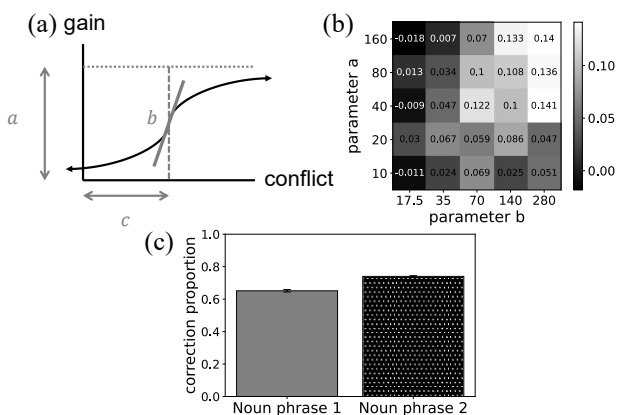 (a)
gain
a
b
conflict
c
(b)
parameter a
160 -0.018 0.007 0.07 0.133 0.14
80 0.013 0.034 0.1 0.108 0.136
40 -0.009 0.047 0.122 0.1 0.141
20 0.03 0.067 0.059 0.086 0.047
10 -0.011 0.024 0.069 0.025 0.051
17.5 35 70 140 280
parameter b
0.10
0.05
0.00
(c)
correction proportion
1.0
0.8
0.6
0.4
0.2
0.0
Noun phrase 1 Noun phrase 2